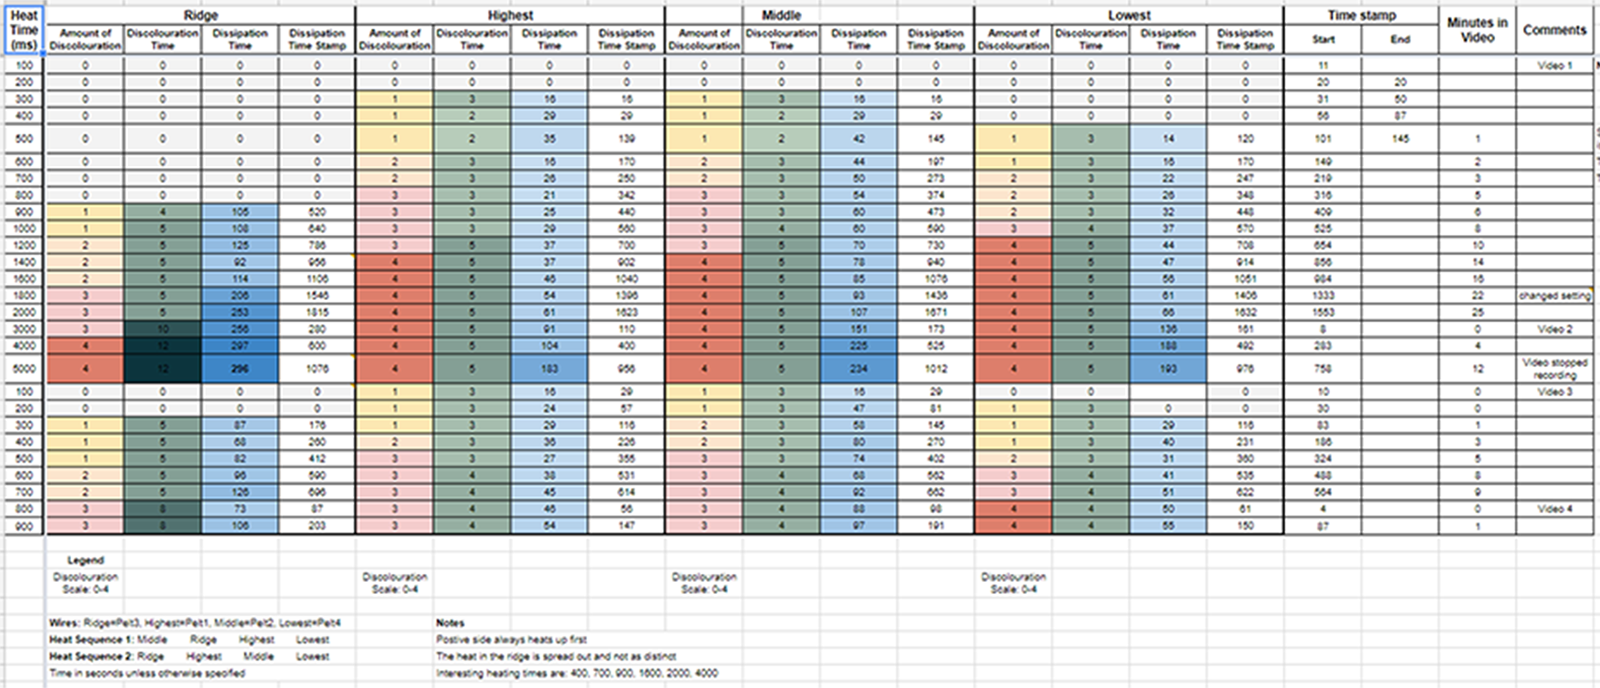 Heat Time (ms) Ridge Highest Middle Lowest Time stamp Minutes in Video Comments
Amount of Discolouration Discolouration Time Dissipation Time Dissipation Time Stamp Amount of Discolouration Discolouration Time Dissipation Time Dissipation Time Stamp Amount of Discolouration Discolouration Time Dissipation Time Dissipation Time Stamp Amount of Discolouration Discolouration Time Dissipation Time Dissipation Time Stamp Start End
100 0 0 0 0 0 0 0 0 0 0 0 0 0 0 0 0 11 Video 1
200 0 0 0 0 0 0 0 0 0 0 0 0 0 0 0 0 20 20
300 0 0 0 0 1 3 16 16 1 3 16 16 0 0 0 0 31 50
400 0 0 0 0 1 2 29 29 1 2 29 29 0 0 0 0 56 87
500 0 0 0 0 1 2 35 139 1 2 42 145 1 3 14 120 101 145 1
600 0 0 0 0 2 3 16 170 2 3 44 197 1 3 16 170 149 2
700 0 0 0 0 2 3 26 250 2 3 50 273 2 3 22 247 219 3
800 0 0 0 0 3 3 21 342 3 3 54 374 2 3 26 348 316 5
900 1 4 105 520 3 3 25 440 3 3 60 473 2 3 32 448 409 6
1000 1 5 108 640 3 3 29 560 3 4 60 590 3 4 37 570 525 8
1200 2 5 125 786 3 5 37 700 3 5 70 730 4 5 44 708 654 10
1400 2 5 92 956 4 5 37 902 4 5 78 940 4 5 47 914 856 14
1600 2 5 114 1106 4 5 46 1040 4 5 85 1076 4 5 56 1051 984 16
1800 3 5 206 1546 4 5 54 1396 4 5 93 1436 4 5 61 1406 1333 22 changed setting
2000 3 5 253 1815 4 5 61 1623 4 5 107 1671 4 5 66 1632 1553 25
3000 3 10 256 280 4 5 91 110 4 5 151 173 4 5 136 161 8 0 Video 2
4000 4 12 297 600 4 5 104 400 4 5 225 525 4 5 188 492 283 4
5000 4 12 296 1076 4 5 183 956 4 5 234 1012 4 5 193 976 758 12 Video stopped recording
100 0 0 0 0 1 3 16 29 1 3 16 29 0 0 0 10 0 Video 3
200 0 0 0 0 1 3 24 57 1 3 47 81 1 3 0 0 30 0
300 1 5 87 176 1 3 29 116 2 3 58 145 1 3 29 116 83 1
400 1 5 68 260 2 3 36 226 2 3 80 270 1 3 40 231 186 3
500 1 5 82 412 3 3 27 355 3 3 74 402 2 3 31 360 324 5
600 2 5 96 590 3 4 38 531 3 4 68 562 3 4 41 535 488 8
700 2 5 126 696 3 4 45 614 3 4 92 662 3 4 51 622 564 9
800 3 8 73 87 3 4 46 56 3 4 88 98 4 4 50 61 4 0 Video 4
900 3 8 106 203 3 4 54 147 3 4 97 191 4 4 55 150 87 1
Legend
Discolouration Scale: 0-4 Discolouration Scale: 0-4 Discolouration Scale: 0-4 Discolouration Scale: 0-4
Wires: Ridge=Pelt3, Highest=Pelt1, Middle=Pelt2, Lowest=Pelt4 Notes
Heat Sequence 1: Middle Ridge Highest Lowest Postive side always heats up first
Heat Sequence 2: Ridge Highest Middle Lowest The heat in the ridge is spread out and not as distinct
Time in seconds unless otherwise specified Interesting heating times are: 400, 700, 900, 1600, 2000, 4000